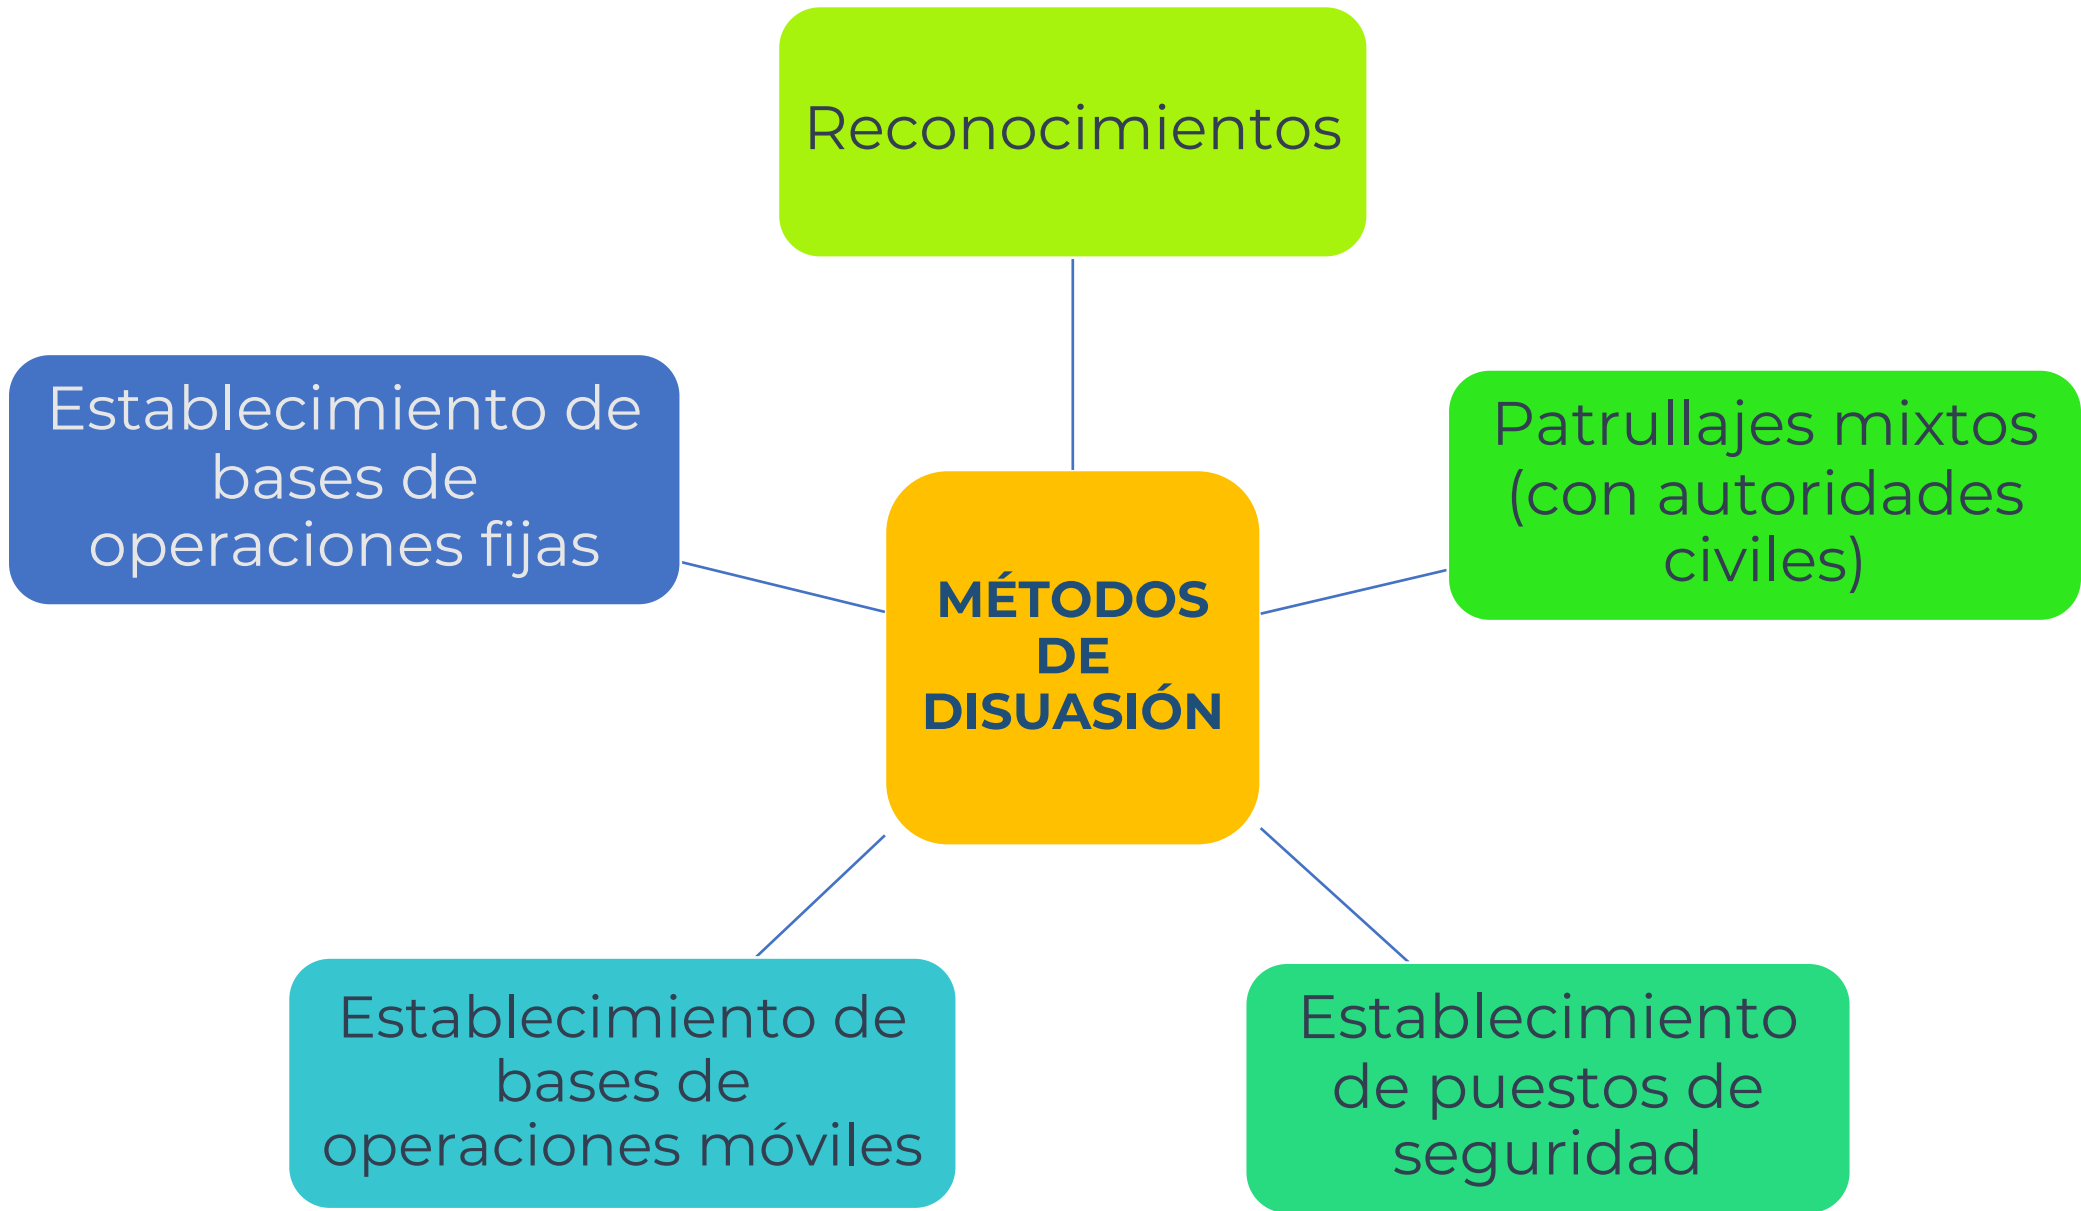 Reconocimientos
Establecimiento de
bases de
operaciones fijas
Patrullajes mixtos
(con autoridades
civiles)
MÉTODOS
DE
DISUASIÓN
Establecimiento de
bases de
operaciones móviles
Establecimiento
de puestos de
seguridad